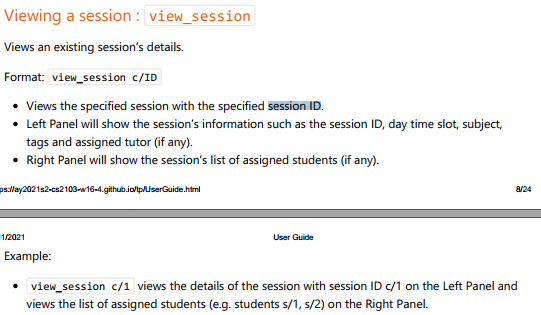 Viewing a session : view_session
Views an existing session's details.
Format: view_session c/ID
• Views the specified session with the specified session ID.
• Left Panel will show the session's information such as the session ID, day time slot, subject,
tags and assigned tutor (if any).
• Right Panel will show the session's list of assigned students (if any).
ps://ay2021s2-cs2103-w16-4.github.io/tp/UserGuide.html 8/24
1/2021 User Guide
Example:
• view_session c/1 views the details of the session with session ID c/1 on the Left Panel and
views the list of assigned students (e.g. students s/1, s/2) on the Right Panel.